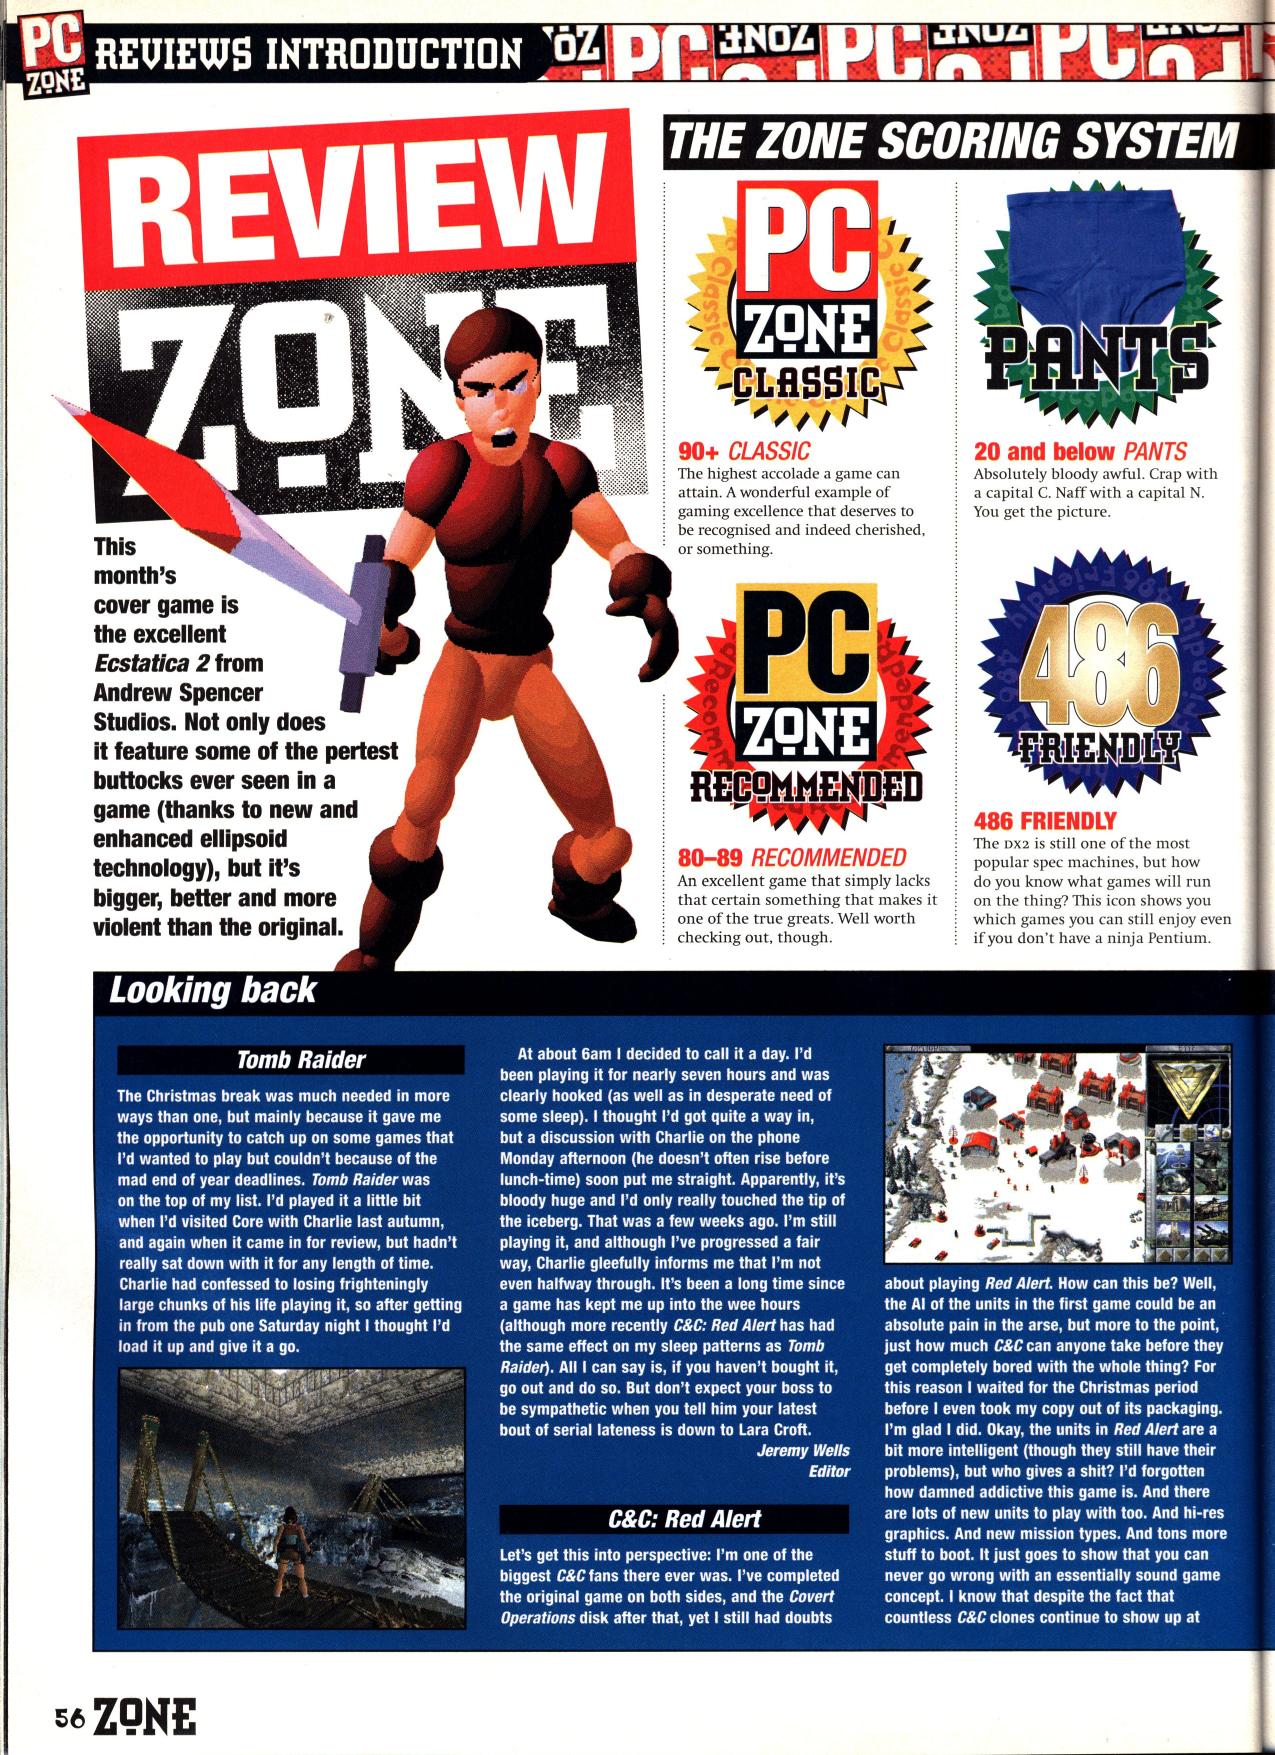 PC
ZONE
REVIEWS INTRODUCTION
REVIEW
ZONE
This
month's
cover game is
the excellent
Ecstatica 2 from
Andrew Spencer
Studios. Not only does
it feature some of the pertest
buttocks ever seen in a
game (thanks to new and
enhanced ellipsoid
technology), but it's
bigger, better and more
violent than the original.
THE ZONE SCORING SYSTEM
PC
ZONE
CLASSIC
90+ CLASSIC
The highest accolade a game can
attain. A wonderful example of
gaming excellence that deserves to
be recognised and indeed cherished,
or something.
PC
ZONE
RECOMMENDED
80–89 RECOMMENDED
An excellent game that simply lacks
that certain something that makes it
one of the true greats. Well worth
checking out, though.
PANTS
20 and below PANTS
Absolutely bloody awful. Crap with
a capital C. Naff with a capital N.
You get the picture.
486
FRIENDLY
486 FRIENDLY
The DX2 is still one of the most
popular spec machines, but how
do you know what games will run
on the thing? This icon shows you
which games you can still enjoy even
if you don't have a ninja Pentium.
Looking back
Tomb Raider
The Christmas break was much needed in more
ways than one, but mainly because it gave me
the opportunity to catch up on some games that
I'd wanted to play but couldn't because of the
mad end of year deadlines. Tomb Raider was
on the top of my list. I'd played it a little bit
when I'd visited Core with Charlie last autumn,
and again when it came in for review, but hadn't
really sat down with it for any length of time.
Charlie had confessed to losing frighteningly
large chunks of his life playing it, so after getting
in from the pub one Saturday night I thought I'd
load it up and give it a go.
At about 6am I decided to call it a day. I'd
been playing it for nearly seven hours and was
clearly hooked (as well as in desperate need of
some sleep). I thought I'd got quite a way in,
but a discussion with Charlie on the phone
Monday afternoon (he doesn't often rise before
lunch-time) soon put me straight. Apparently, it's
bloody huge and I'd only really touched the tip of
the iceberg. That was a few weeks ago. I'm still
playing it, and although I've progressed a fair
way, Charlie gleefully informs me that I'm not
even halfway through. It's been a long time since
a game has kept me up into the wee hours
(although more recently C&C: Red Alert has had
the same effect on my sleep patterns as Tomb
Raider). All I can say is, if you haven't bought it,
go out and do so. But don't expect your boss to
be sympathetic when you tell him your latest
bout of serial lateness is down to Lara Croft.
Jeremy Wells
Editor
C&C: Red Alert
Let's get this into perspective: I'm one of the
biggest C&C fans there ever was. I've completed
the original game on both sides, and the Covert
Operations disk after that, yet I still had doubts
about playing Red Alert. How can this be? Well,
the AI of the units in the first game could be an
absolute pain in the arse, but more to the point,
just how much C&C can anyone take before they
get completely bored with the whole thing? For
this reason I waited for the Christmas period
before I even took my copy out of its packaging.
I'm glad I did. Okay, the units in Red Alert are a
bit more intelligent (though they still have their
problems), but who gives a shit? I'd forgotten
how damned addictive this game is. And there
are lots of new units to play with too. And hi-res
graphics. And new mission types. And tons more
stuff to boot. It just goes to show that you can
never go wrong with an essentially sound game
concept. I know that despite the fact that
countless C&C clones continue to show up at
56 ZONE